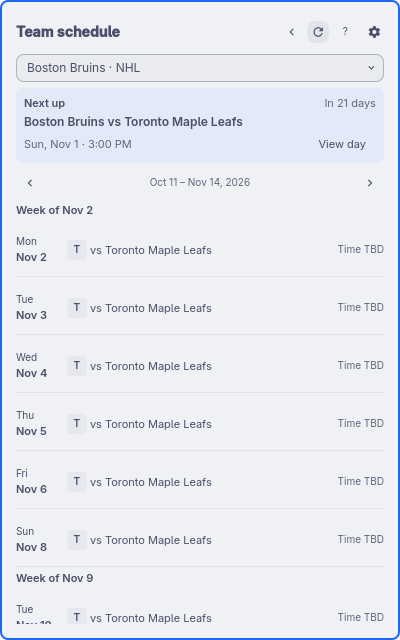 Team schedule
?
Boston Bruins · NHL
Next up In 21 days
Boston Bruins vs Toronto Maple Leafs
Sun, Nov 1 · 3:00 PM View day
Oct 11 – Nov 14, 2026
Week of Nov 2
Mon
Nov 2 T vs Toronto Maple Leafs Time TBD
Tue
Nov 3 T vs Toronto Maple Leafs Time TBD
Wed
Nov 4 T vs Toronto Maple Leafs Time TBD
Thu
Nov 5 T vs Toronto Maple Leafs Time TBD
Fri
Nov 6 T vs Toronto Maple Leafs Time TBD
Sun
Nov 8 T vs Toronto Maple Leafs Time TBD
Week of Nov 9
Tue
Nov 10 T vs Toronto Maple Leafs Time TBD